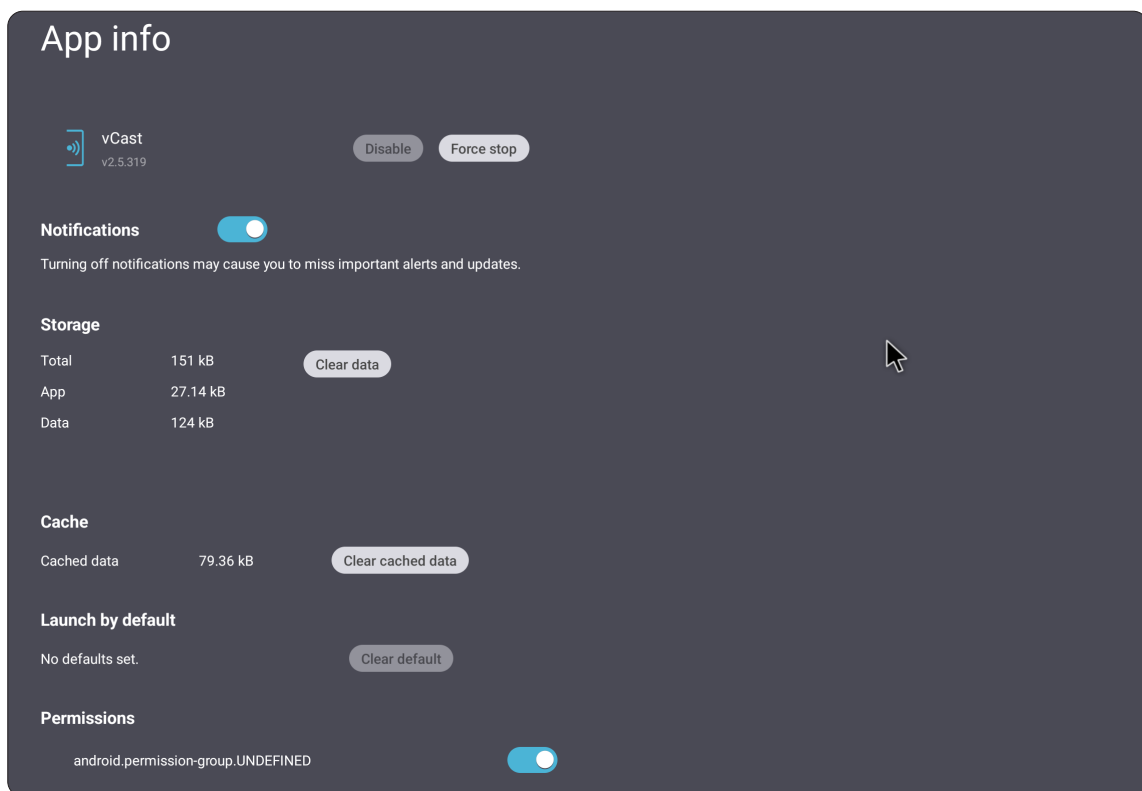 App info
vCast
v2.5.319
Disable
Force stop
Notifications
Turning off notifications may cause you to miss important alerts and updates.
Storage
Total 151 kB Clear data
App 27.14 kB
Data 124 kB
Cache
Cached data 79.36 kB Clear cached data
Launch by default
No defaults set. Clear default
Permissions
android.permission-group.UNDEFINED